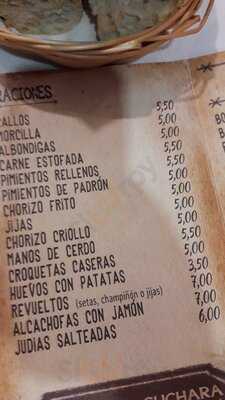 RACIONES
CALLOS 5,50
MORCILLA 5,00
ALBONDIGAS 5,00
CARNE ESTOFADA 5,50
PIMIENTOS RELLENOS 5,50
PIMIENTOS DE PADRÓN 5,00
CHORIZO FRITO 5,00
JIJAS 5,00
CHORIZO CRIOLLO 5,50
MANOS DE CERDO 5,00
CROQUETAS CASERAS 5,00
HUEVOS CON PATATAS 3,50
REVUELTOS (setas, champiñón o jijas) 7,00
ALCACHOFAS CON JAMÓN 7,00
JUDIAS SALTEADAS 6,00
CUCHARA